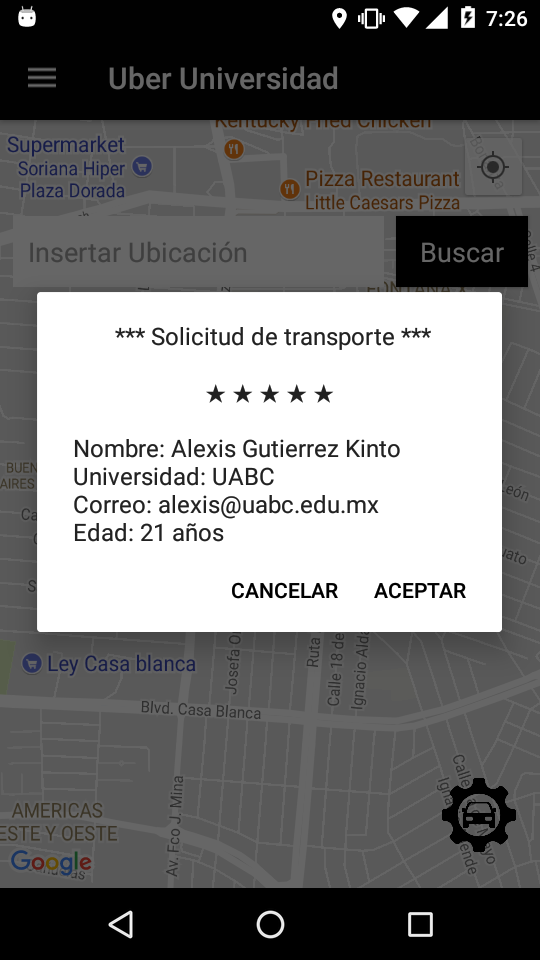 7:26
Uber Universidad
Kentucky Fried Chicken
Supermarket
Soriana Hiper
Plaza Dorada
Pizza Restaurant
Little Caesars Pizza
Insertar Ubicación
Buscar
Calle 4
*** Solicitud de transporte ***
★ ★ ★ ★ ★
Nombre: Alexis Gutierrez Kinto
Universidad: UABC
Correo: alexis@uabc.edu.mx
Edad: 21 años
CANCELAR
ACEPTAR
BUEN
AIRES
León
Ley Casa blanca
Josefa O
Ruta
Calle 18 de
Ignacio Alda
Blvd. Casa Blanca
AMERICAS
ESTE Y OESTE
Av. Fco J. Mina
Google